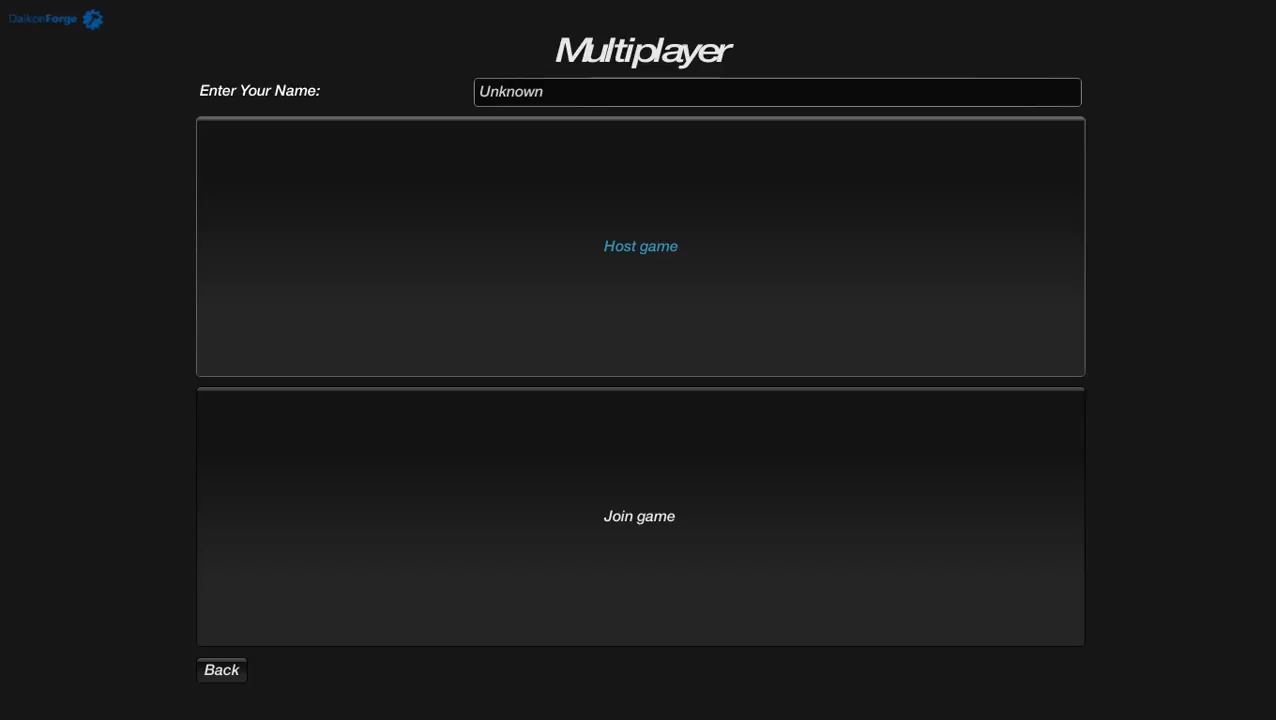 DaikonForge
Multiplayer
Enter Your Name:
Unknown
Host game
Join game
Back